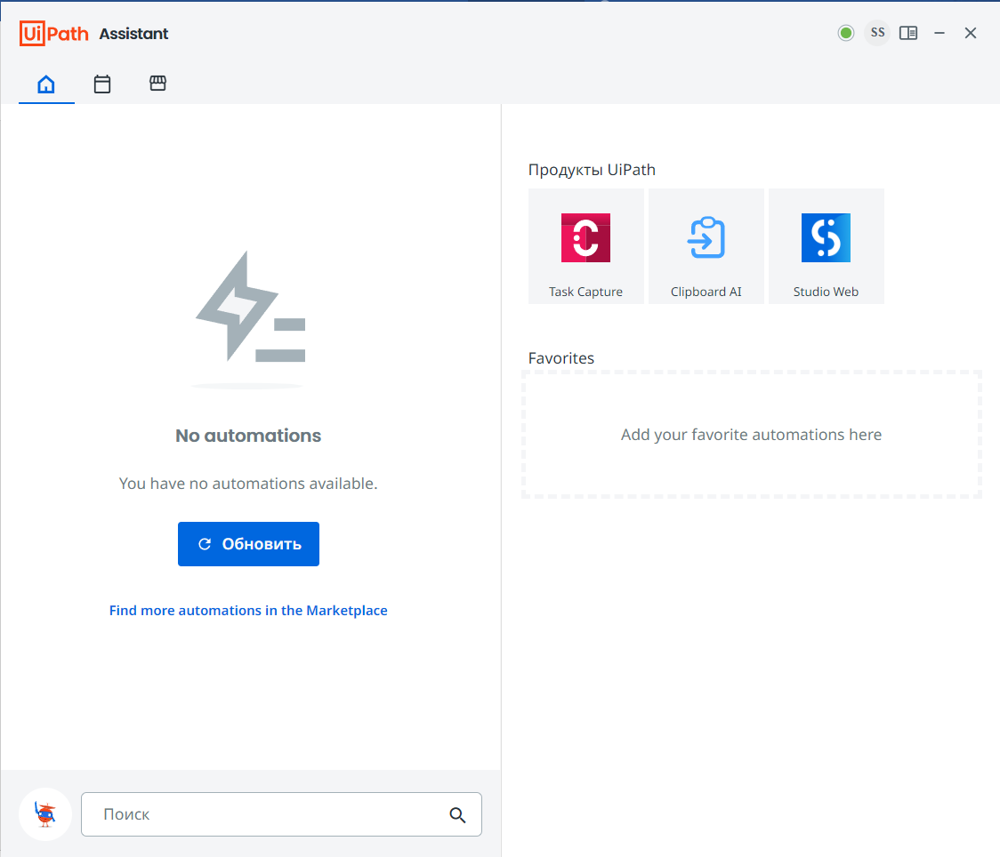 UiPath Assistant
SS
No automations
You have no automations available.
Обновить
Find more automations in the Marketplace
Поиск
Продукты UiPath
Task Capture
Clipboard AI
Studio Web
Favorites
Add your favorite automations here